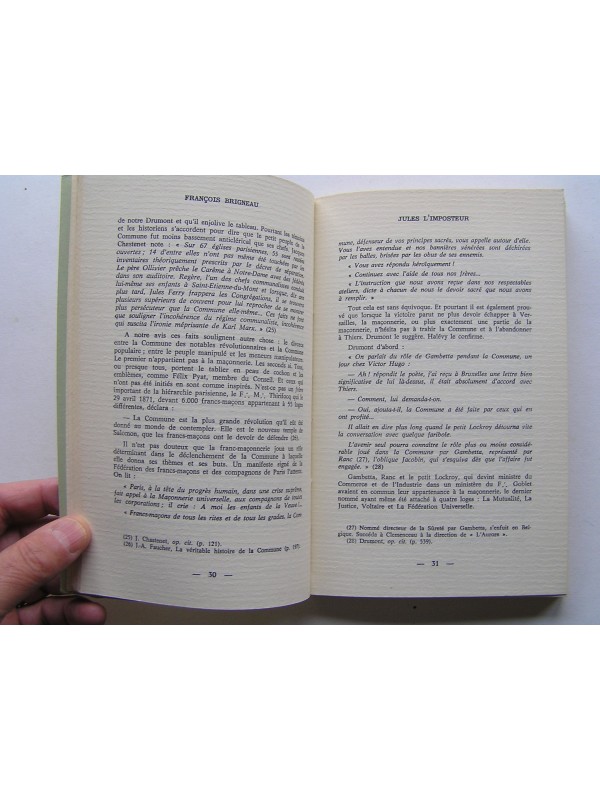 FRANÇOIS BRIGNEAU
de notre Drumont et qu'il enjolive le tableau. Pourtant les témoins
et les historiens s'accordent pour dire que le petit peuple de la
Commune fut moins bassement anticlérical que ses chefs. Jacques
Chastenet note : « Sur 67 églises parisiennes, 55 sont restées
ouvertes ; 14 d'entre elles n'ont pas même été touchées par les
inventaires théoriquement prescrits par le décret de séparation.
Le père Ollivier prêche le Carême à Notre-Dame avec des fédérés
dans son auditoire. Regère, l'un des chefs communalistes conduit
lui-même ses enfants à Saint-Etienne-du-Mont et lorsque, dix ans
plus tard, Jules Ferry frappera les Congrégations, il se trouvera
plusieurs supérieurs de couvent pour lui reprocher de se montrer
plus persécuteur que la Commune elle-même... Ces faits ne font
que souligner l'incohérence du régime communaliste, incohérence
qui suscita l'ironie méprisante de Karl Marx. » (25)
A notre avis ces faits soulignent autre chose : le divorce
entre la Commune des notables révolutionnaires et la Commune
populaire ; entre le peuple manipulé et les meneurs manipulateurs.
Le premier n'appartient pas à la maçonnerie. Les seconds si. Tous,
ou presque tous, portent le tablier en peau de cochon et les
emblèmes, comme Félix Pyat, membre du Conseil. Et ceux qui
n'ont pas été initiés en sont comme inspirés. N'est-ce pas
de la hiérarchie parisienne, le F.·. M.·. Thirifocq qui le
29 avril 1871, devant 6.000 francs-maçons appartenant à 55 loges
différentes, déclara :
— La Commune est la plus grande révolution qu'il ait été
donné au monde de contempler. Elle est le nouveau temple de
Salomon, que les francs-maçons ont le devoir de défendre (26).
Il n'est pas douteux que la franc-maçonnerie joua un rôle
déterminant dans le déclenchement de la Commune à laquelle
elle donna ses thèmes et ses buts. Un manifeste signé de la
Fédération des francs-maçons et compagnons de Paris l'atteste.
On lit :
« Paris, à la tête du progrès humain, dans une crise suprême,
fait appel à la Maçonnerie universelle, aux compagnons de toutes
les corporations ; il crie : A moi les enfants de la Veuve !...
« Francs-maçons de tous les rites et de tous les grades, la Com-
(25) J. Chastenet, op. cit. (p. 121).
(26) J.-A. Faucher, La véritable histoire de la Commune (p. 197).
— 30 —
JULES L'IMPOSTEUR
mune, défenseur de vos principes sacrés, vous appelle autour d'elle.
Vous l'avez entendue et nos bannières vénérées sont déchirées
par les balles, brisées par les obus de ses ennemis.
« Vous avez répondu héroïquement !
« Continuez avec l'aide de tous nos frères...
« L'instruction que nous avons reçue dans nos respectables
ateliers, dicte à chacun de nous le devoir sacré que nous avons
à remplir. »
Tout cela est sans équivoque. Et pourtant il est également prou-
vé que lorsque la victoire parut ne plus devoir échapper à Ver-
sailles, la maçonnerie, ou plus exactement une partie de la
maçonnerie, n'hésita pas à trahir la Commune et à l'abandonner
à Thiers. Drumont le suggère. Halévy le confirme.
Drumont d'abord :
« On parlait du rôle de Gambetta pendant la Commune, un
jour chez Victor Hugo :
— Ah ! répondit le poète, j'ai reçu à Bruxelles une lettre bien
significative de lui là-dessus, il était absolument d'accord avec
Thiers.
— Comment, lui demanda-t-on.
— Oui, ajouta-t-il, la Commune a été faite par ceux qui en
ont profité...
Il allait en dire plus long quand le petit Lockroy détourna vite
la conversation avec quelque faribole.
L'avenir seul pourra connaître le rôle plus ou moins considé-
rable joué dans la Commune par Gambetta, représenté par
Ranc (27), l'oblique Jacobin, qui s'esquiva dès que l'affaire fut
engagée. » (28)
Gambetta, Ranc et le petit Lockroy, qui devint ministre du
Commerce et de l'Industrie dans un ministère du F.·. Goblet
avaient en commun leur appartenance à la maçonnerie, le dernier
nommé ayant même été attaché à quatre loges : La Mutualité, La
Justice, Voltaire et La Fédération Universelle.
(27) Nommé directeur de la Sûreté par Gambetta, s'enfuit en Bel-
gique. Succéda à Clemenceau à la direction de « L'Aurore ».
(28) Drumont, op. cit. (p. 539).
— 31 —